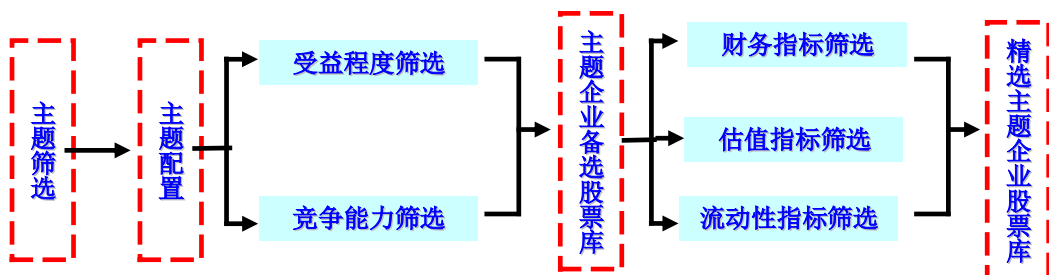 主题筛选
主题配置
受益程度筛选
竞争能力筛选
主题企业备选股票库
财务指标筛选
估值指标筛选
流动性指标筛选
精选主题企业股票库